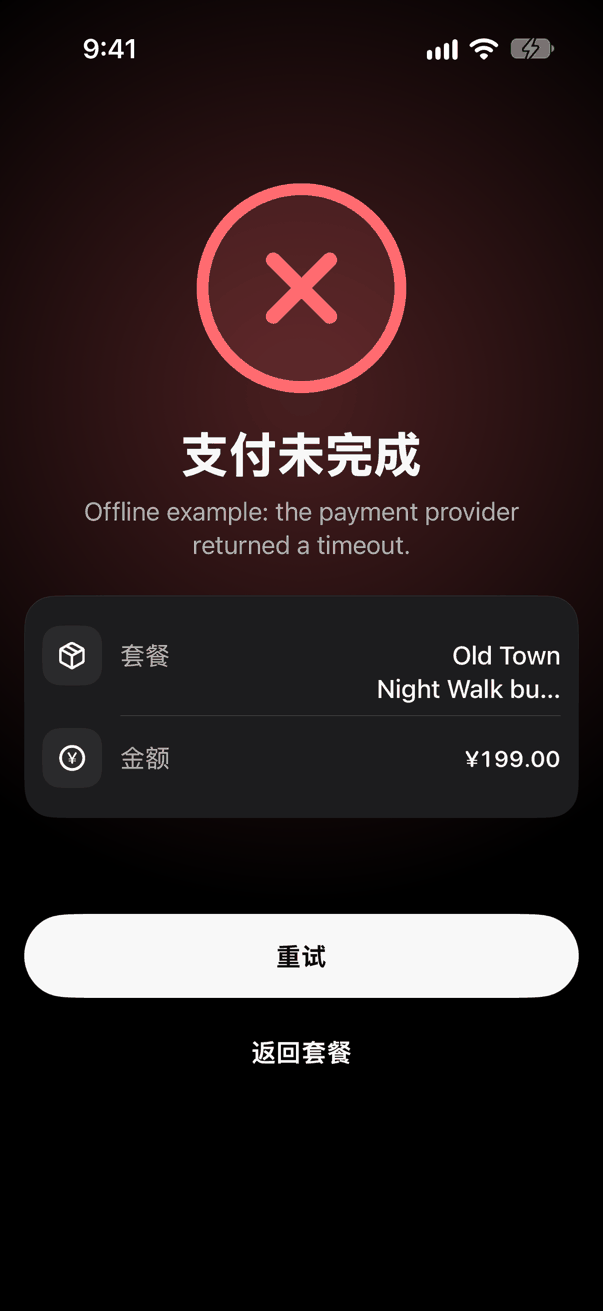 9:41
支付未完成
Offline example: the payment provider
returned a timeout.
套餐
Old Town
Night Walk bu...
金额
¥199.00
重试
返回套餐